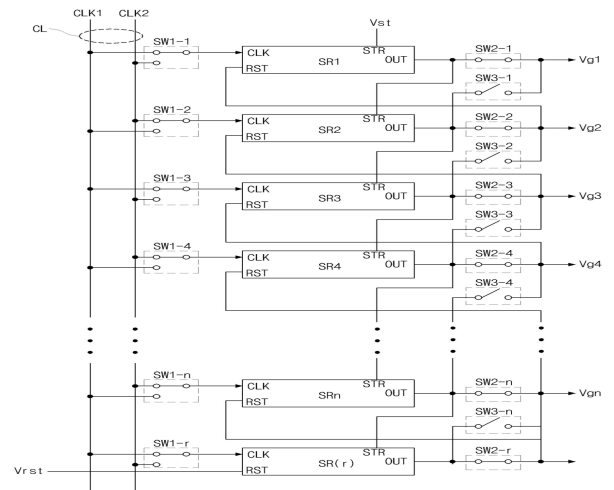 CLK1 CLK2
CL
Vst
SW1-1
CLK
RST
SR1
STR
OUT
SW2-1
Vg1
SW3-1
SW1-2
CLK
RST
SR2
STR
OUT
SW2-2
Vg2
SW3-2
SW1-3
CLK
RST
SR3
STR
OUT
SW2-3
Vg3
SW3-3
SW1-4
CLK
RST
SR4
STR
OUT
SW2-4
Vg4
SW3-4
SW1-n
CLK
RST
SRn
STR
OUT
SW2-n
Vgn
SW3-n
SW1-r
Vrst
CLK
RST
SR(r)
STR
OUT
SW2-r